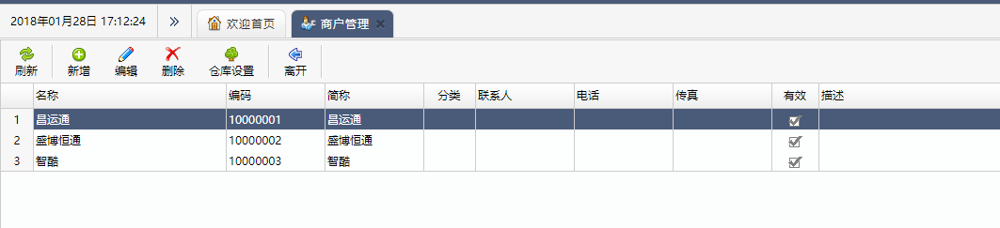 2018年01月28日 17:12:24 » 欢迎首页 商户管理
刷新 新增 编辑 删除 仓库设置 离开
名称 编码 简称 分类 联系人 电话 传真 有效 描述
1 昌运通 10000001 昌运通
2 盛博恒通 10000002 盛博恒通
3 智酷 10000003 智酷